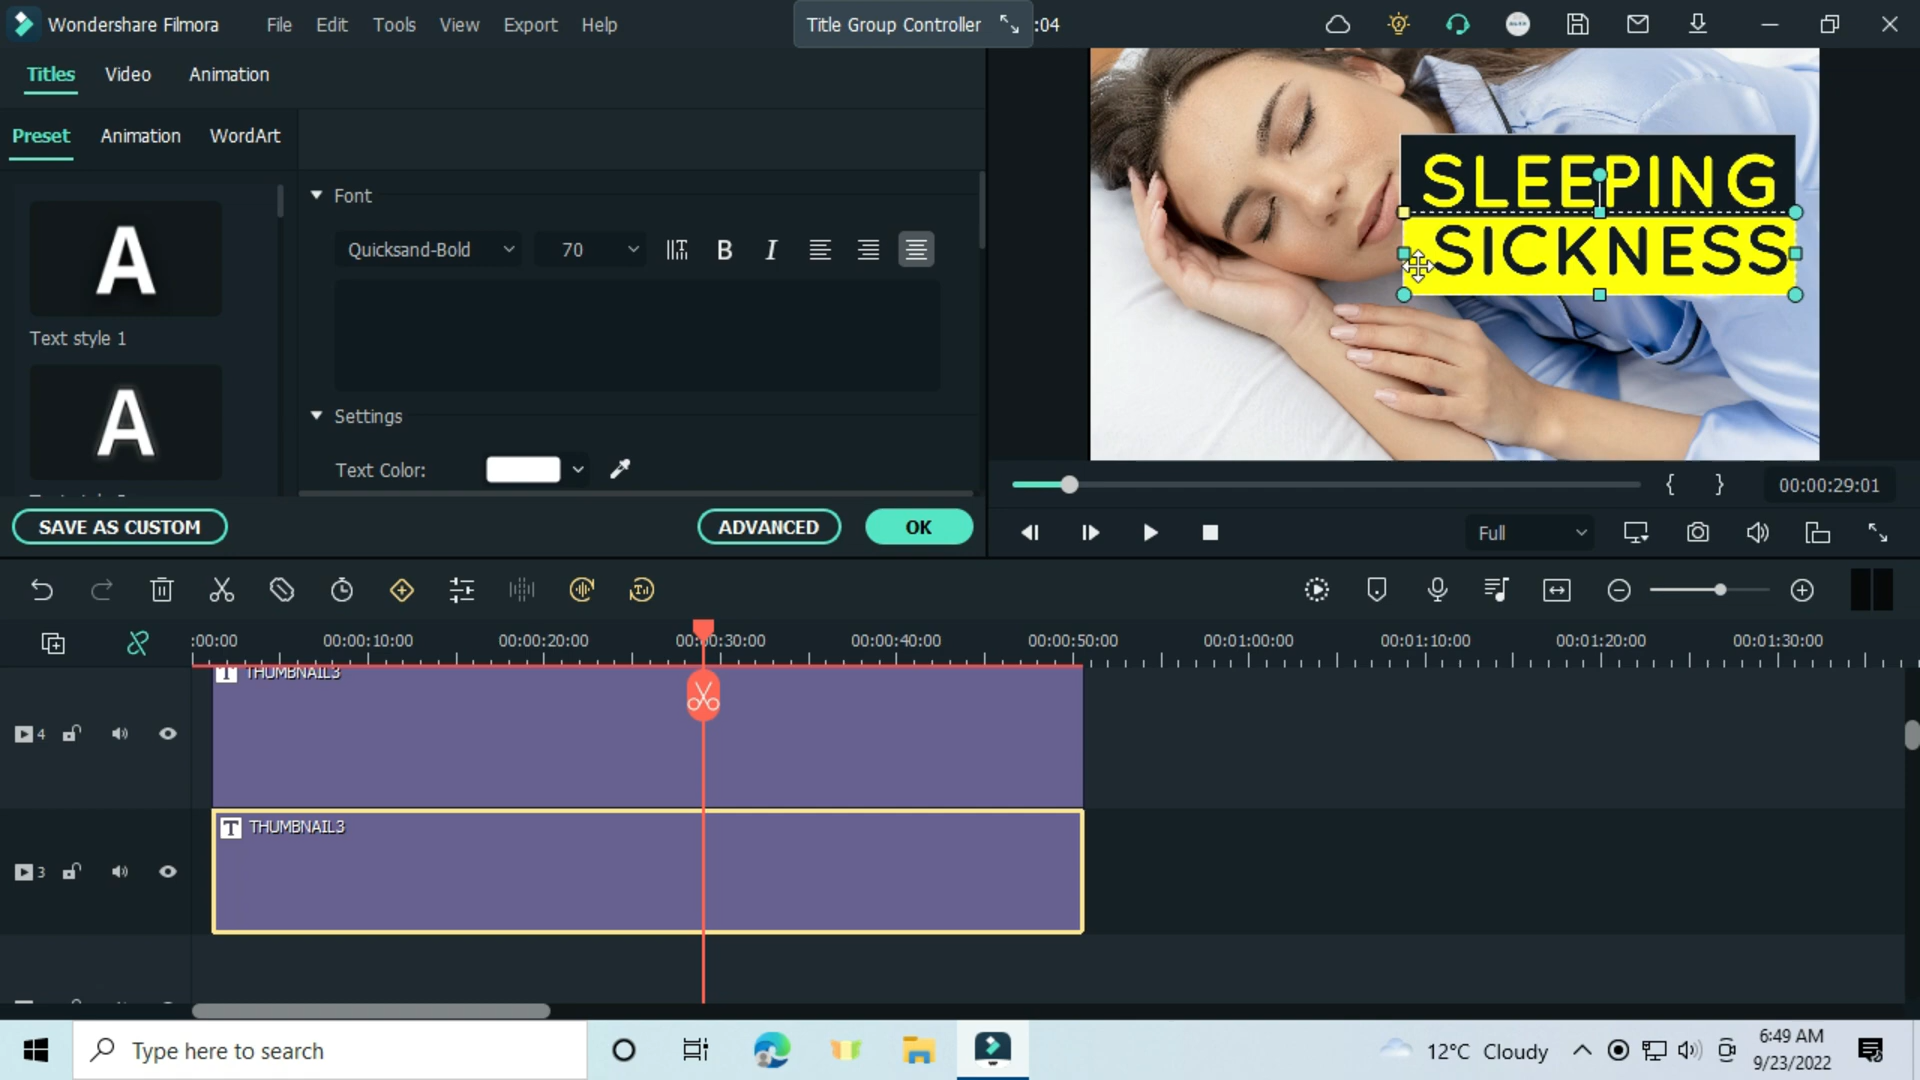 Wondershare Filmora
File
Edit
Tools
View
Export
Help
Title Group Controller
:04
Titles
Video
Animation
Preset
Animation
WordArt
A
Text style 1
A
Font
Quicksand-Bold
70
B
I
Settings
Text Color:
SAVE AS CUSTOM
ADVANCED
OK
SLEEPING
SICKNESS
{ }
00:00:29:01
Full
:00:00
00:00:10:00
00:00:20:00
00:00:30:00
00:00:40:00
00:00:50:00
00:01:00:00
00:01:10:00
00:01:20:00
00:01:30:00
T THUMBNAIL3
4
T THUMBNAIL3
3
Type here to search
12°C Cloudy
6:49 AM
9/23/2022